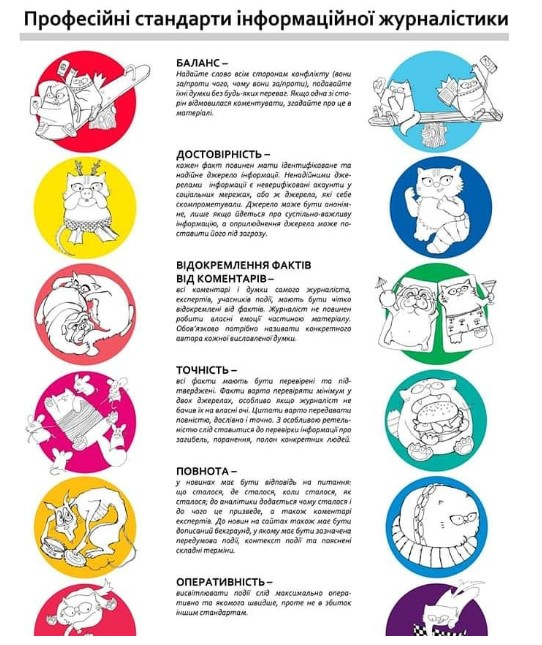 Професійні стандарти інформаційної журналістики
БАЛАНС –
Надайте слово всім сторонам конфлікту (вони
за/проти чого, чому вони за/проти), подавайте
їхні думки без будь-яких переваг. Якщо одна зі сто-
рін відмовилася коментувати, згадайте про це в
матеріалі.
ДОСТОВІРНІСТЬ –
кожен факт повинен мати ідентифіковане та
надійне джерело інформації. Ненадійними дже-
релами інформації є неверифіковані акаунти у
соціальних мережах, або ж джерела, які себе
скомпрометували. Джерело може бути анонім-
не, лише якщо йдеться про суспільно-важливу
інформацію, а оприлюднення джерела може по-
ставити його під загрозу.
ВІДОКРЕМЛЕННЯ ФАКТІВ
ВІД КОМЕНТАРІВ –
всі коментарі і думки самого журналіста,
експертів, учасників події, мають бути чітко
відокремлені від фактів. Журналіст не повинен
робити власні емоції частиною матеріалу.
Обов'язково потрібно називати конкретного
автора кожної висловленої думки.
ТОЧНІСТЬ –
всі факти мають бути перевірені та під-
тверджені. Факти варто перевіряти мінімум у
двох джерелах, особливо якщо журналіст не
бачив їх на власні очі. Цитати варто передавати
повністю, дослівно і точно. З особливою ретель-
ністю слід ставитися до перевірки інформації про
загибель, поранення, полон конкретних людей.
ПОВНОТА –
у новинах має бути відповідь на питання:
що сталося, де сталося, коли сталося, як
сталося; до аналітики додається чому сталося і
до чого це призведе, а також коментарі
експертів. До новин на сайтах також має бути
дописаний бекграунд, у якому має бути зазначена
передумова події, контекст події та пояснені
складні терміни.
ОПЕРАТИВНІСТЬ –
висвітлювати події слід максимально опера-
тивно та якомога швидше, проте не в збиток
іншим стандартам.